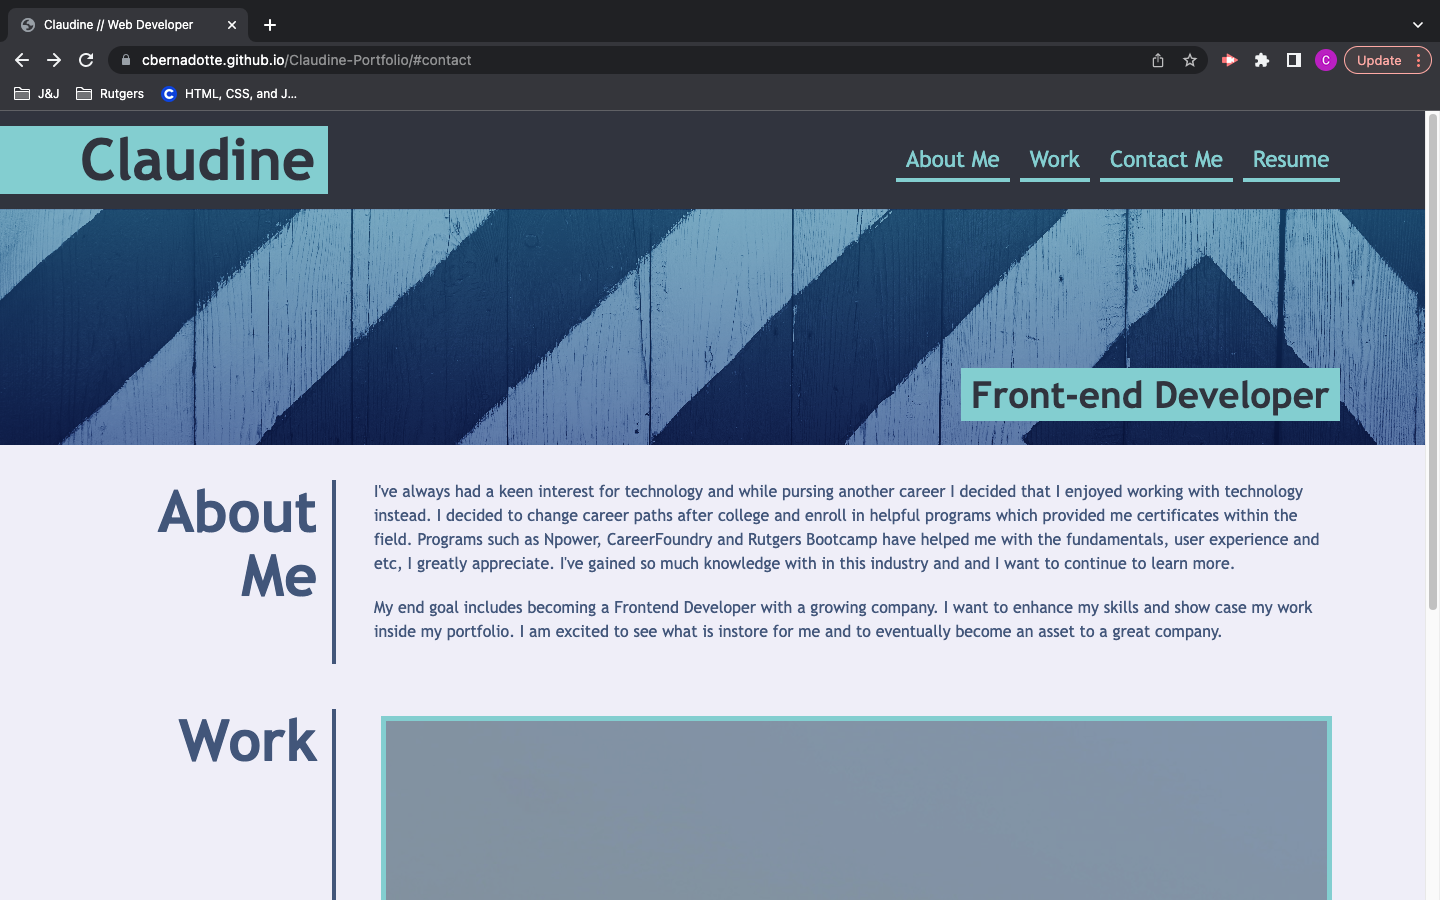 Claudine // Web Developer
cbernadotte.github.io/Claudine-Portfolio/#contact
C
Update
J&J
Rutgers
C
HTML, CSS, and J...
Claudine
About Me
Work
Contact Me
Resume
Front-end Developer
About
Me
I've always had a keen interest for technology and while pursing another career I decided that I enjoyed working with technology
instead. I decided to change career paths after college and enroll in helpful programs which provided me certificates within the
field. Programs such as Npower, CareerFoundry and Rutgers Bootcamp have helped me with the fundamentals, user experience and
etc, I greatly appreciate. I've gained so much knowledge with in this industry and and I want to continue to learn more.
My end goal includes becoming a Frontend Developer with a growing company. I want to enhance my skills and show case my work
inside my portfolio. I am excited to see what is instore for me and to eventually become an asset to a great company.
Work